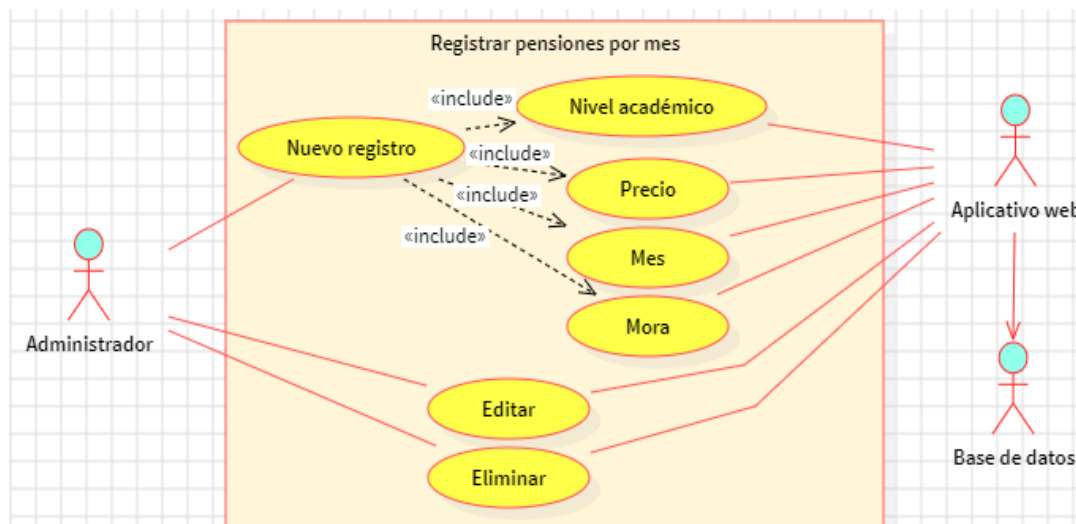 Registrar pensiones por mes
«include»
Nivel académico
Nuevo registro
«include»
Precio
«include»
Aplicativo web
«include»
Mes
Mora
Administrador
Editar
Base de datos
Eliminar